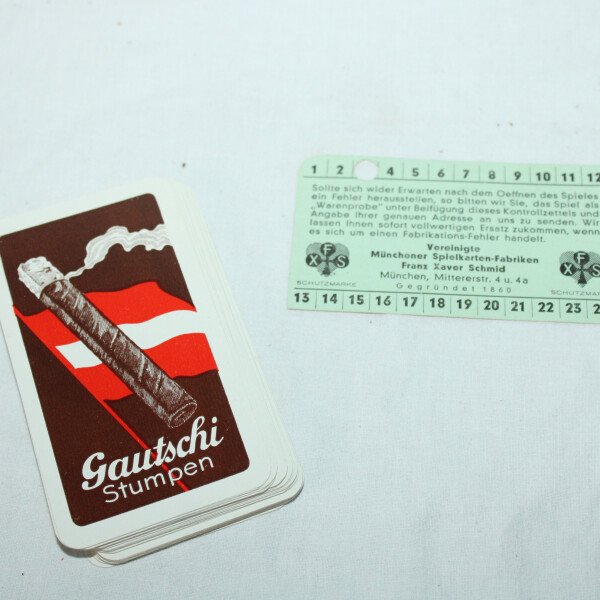 Gautschi
Stumpen
1 2 4 5 6 7 8 9 10 11 12
Sollte sich wider Erwarten nach dem Oeffnen des Spieles
ein Fehler herausstellen, so bitten wir Sie, das Spiel als
„Warenprobe" unter Beifügung dieses Kontrollzettels und
Angabe Ihrer genauen Adresse an uns zu senden. Wir
lassen Ihnen sofort vollwertigen Ersatz zukommen, wenn
es sich um einen Fabrikations-Fehler handelt.
Vereinigte
Münchoner Spielkarten-Fabriken
Franz Xaver Schmid
München, Mittererstr. 4 u. 4a
Gegründet 1860
F X S
SCHUTZMARKE
F X S
SCHUTZMARKE
13 14 15 16 17 18 19 20 21 22 23